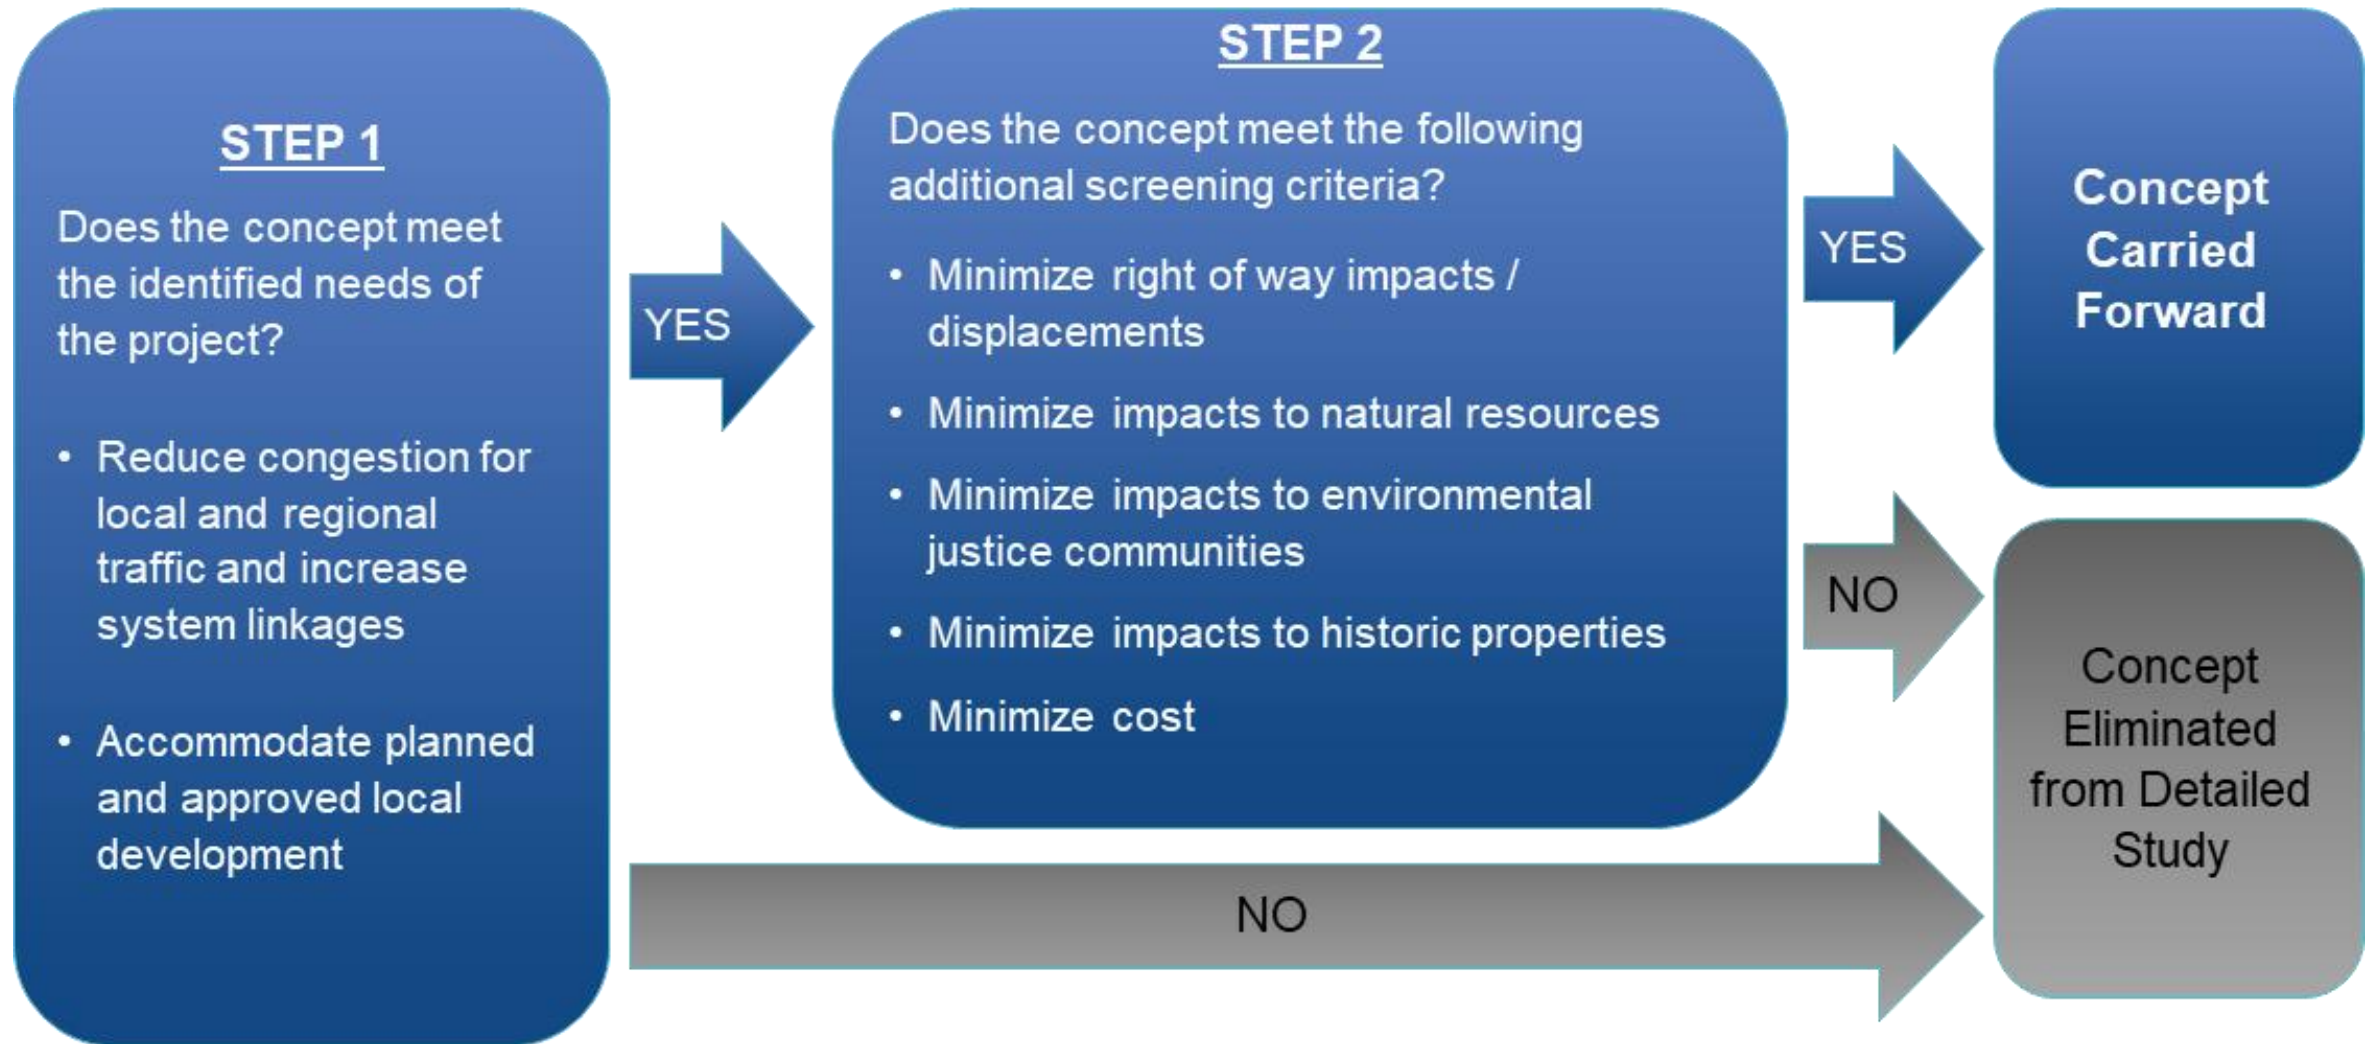 STEP 1
Does the concept meet
the identified needs of
the project?
• Reduce congestion for
local and regional
traffic and increase
system linkages
• Accommodate planned
and approved local
development
YES
STEP 2
Does the concept meet the following
additional screening criteria?
• Minimize right of way impacts /
displacements
• Minimize impacts to natural resources
• Minimize impacts to environmental
justice communities
• Minimize impacts to historic properties
• Minimize cost
YES
Concept
Carried
Forward
NO
Concept
Eliminated
from Detailed
Study
NO